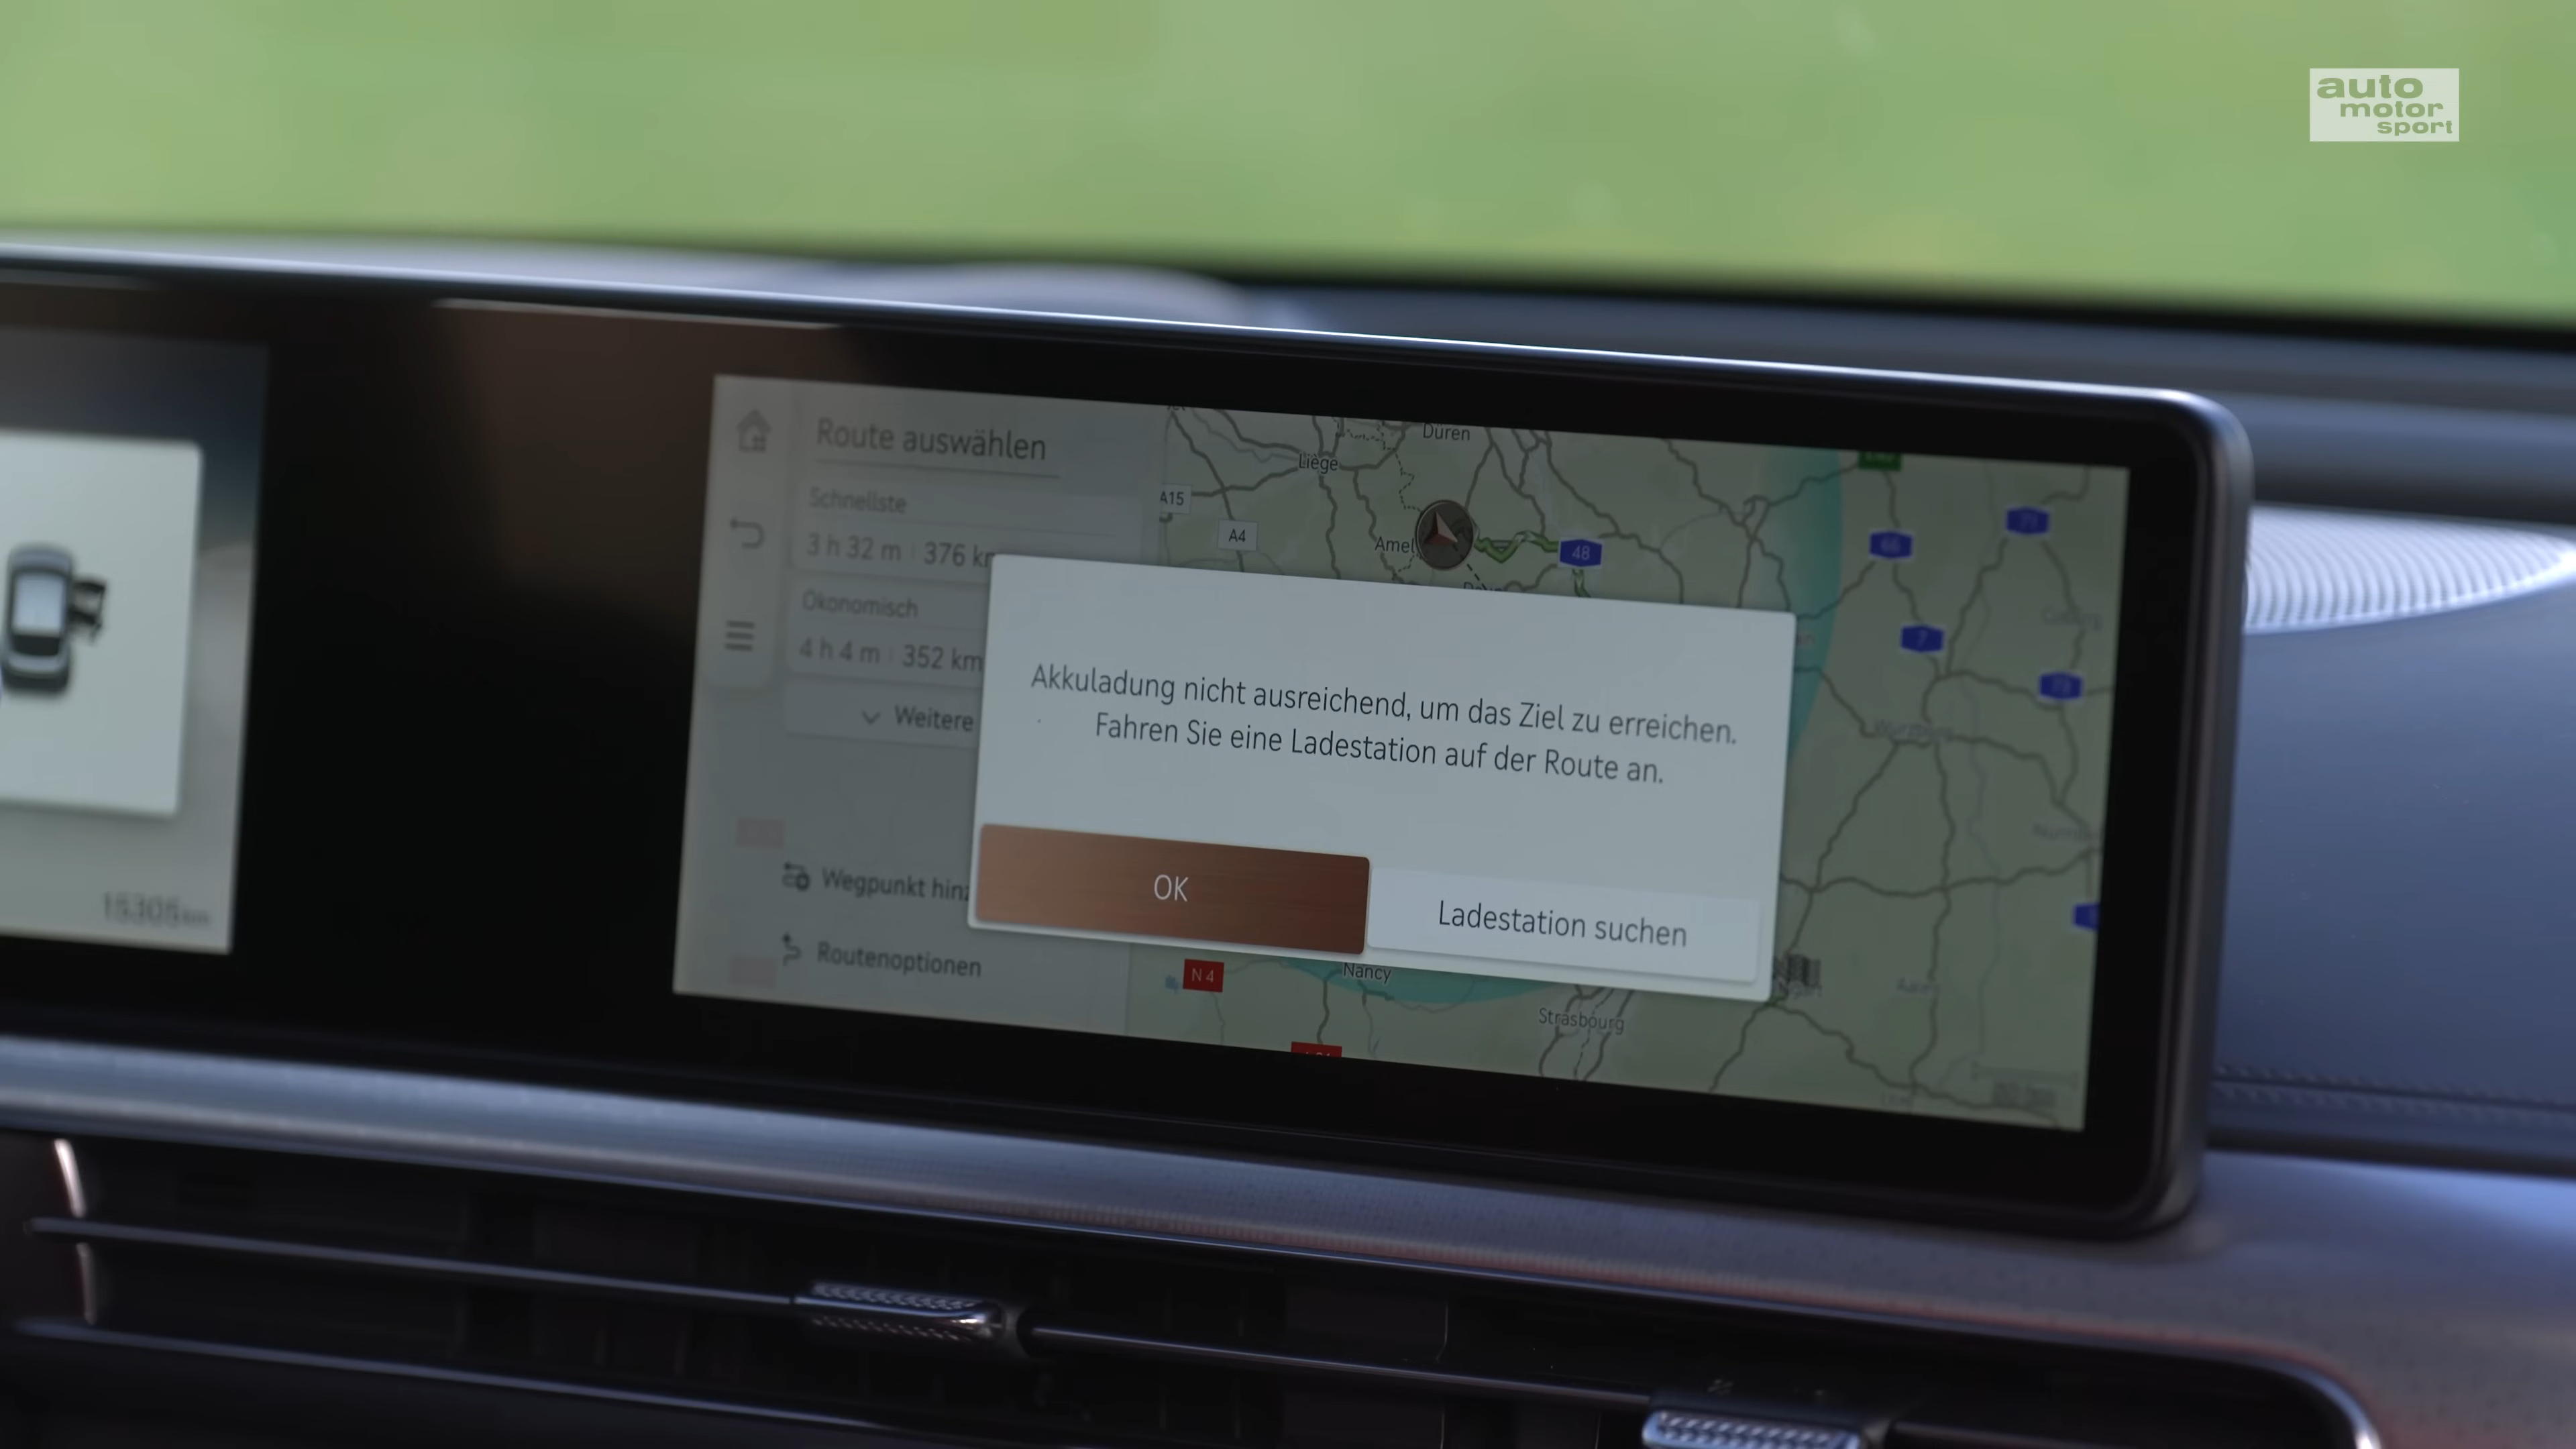 auto
motor
sport
Route auswählen
Schnellste
3 h 32 m | 376 km
Ökonomisch
4 h 4 m | 352 km
Weitere
Wegpunkt hinz
Routenoptionen
Düren
Liège
A15
A4
Amel
48
7
Akkuladung nicht ausreichend, um das Ziel zu erreichen.
Fahren Sie eine Ladestation auf der Route an.
OK
Ladestation suchen
N 4
Nancy
Strasbourg
15305km